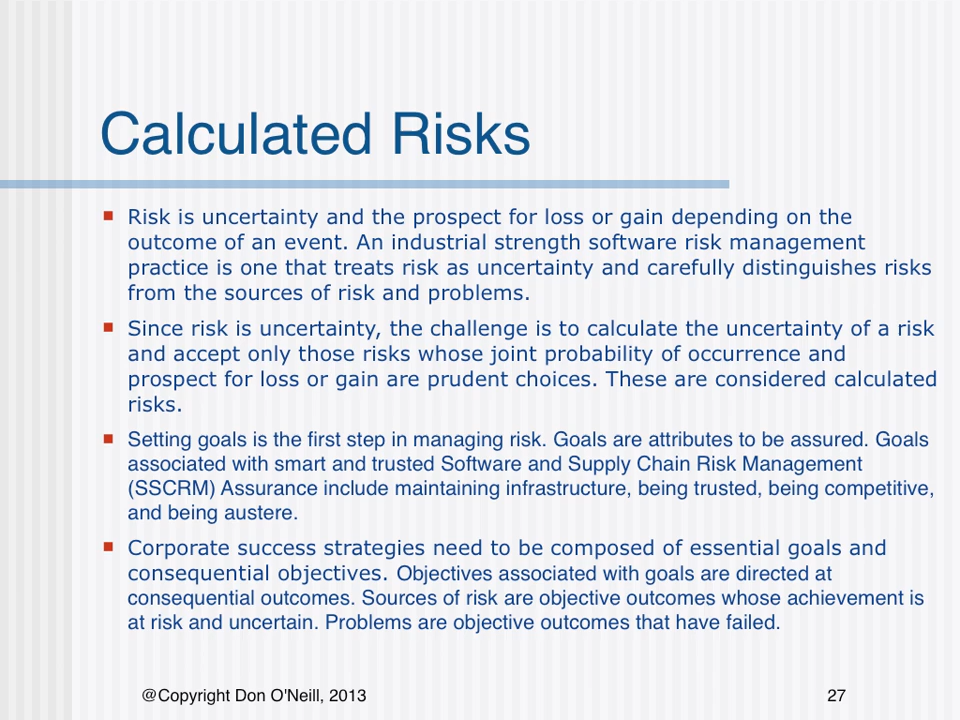 Calculated Risks
Risk is uncertainty and the prospect for loss or gain depending on the
outcome of an event. An industrial strength software risk management
practice is one that treats risk as uncertainty and carefully distinguishes risks
from the sources of risk and problems.
Since risk is uncertainty, the challenge is to calculate the uncertainty of a risk
and accept only those risks whose joint probability of occurrence and
prospect for loss or gain are prudent choices. These are considered calculated
risks.
Setting goals is the first step in managing risk. Goals are attributes to be assured. Goals
associated with smart and trusted Software and Supply Chain Risk Management
(SSCRM) Assurance include maintaining infrastructure, being trusted, being competitive,
and being austere.
Corporate success strategies need to be composed of essential goals and
consequential objectives. Objectives associated with goals are directed at
consequential outcomes. Sources of risk are objective outcomes whose achievement is
at risk and uncertain. Problems are objective outcomes that have failed.
@Copyright Don O'Neill, 2013
27